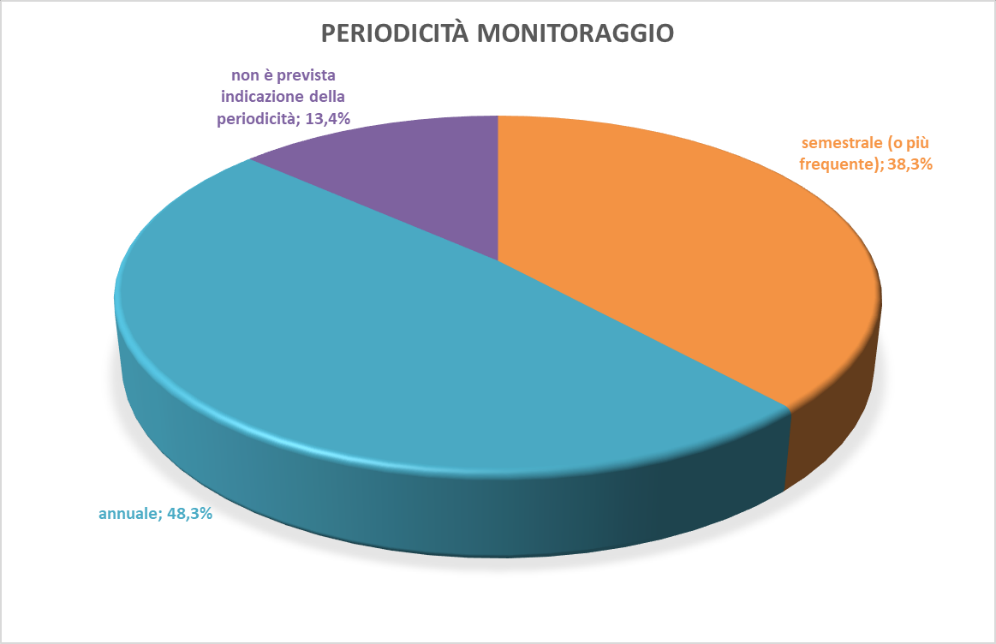 PERIODICITÀ MONITORAGGIO
non è prevista
indicazione della
periodicità; 13,4%
semestrale (o più
frequente); 38,3%
annuale; 48,3%